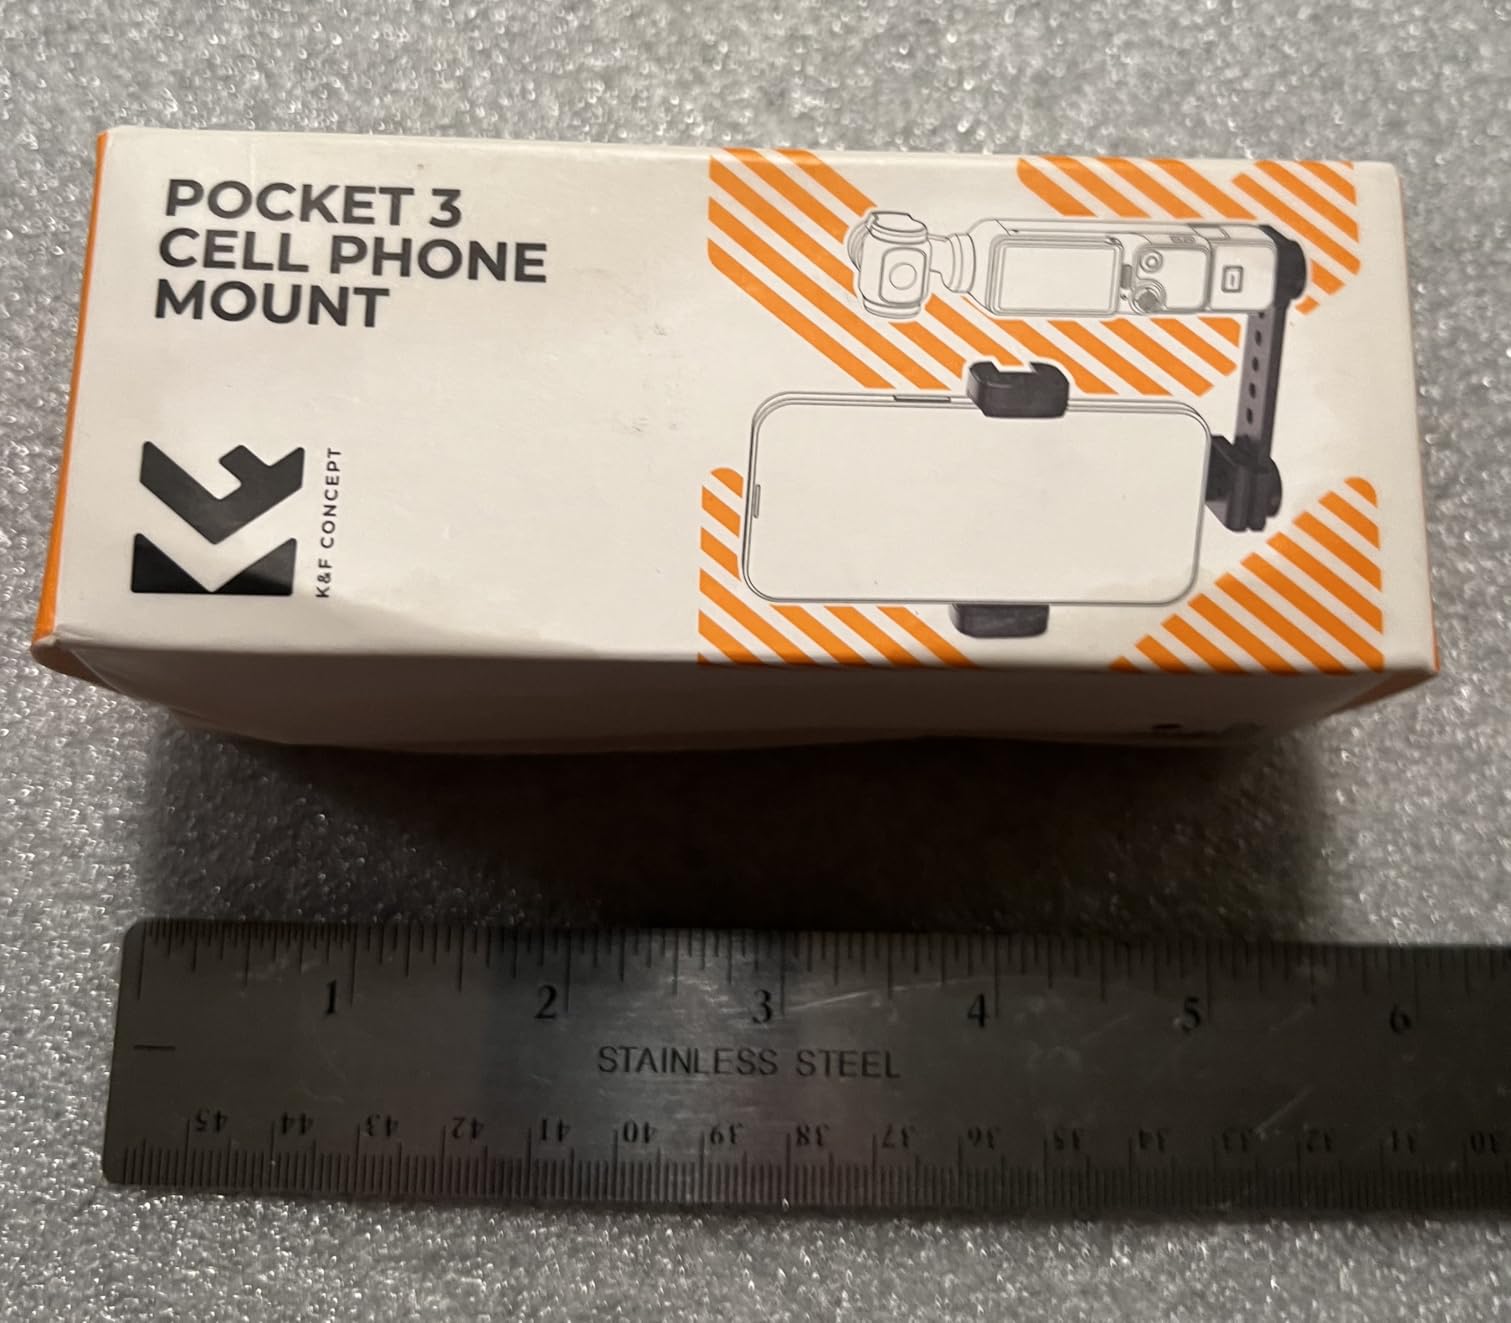 POCKET 3
CELL PHONE
MOUNT
K&F CONCEPT
1 2 3 4 5 6
STAINLESS STEEL
45 44 43 42 41 40 39 38 37 36 35 34 33 32 31 30